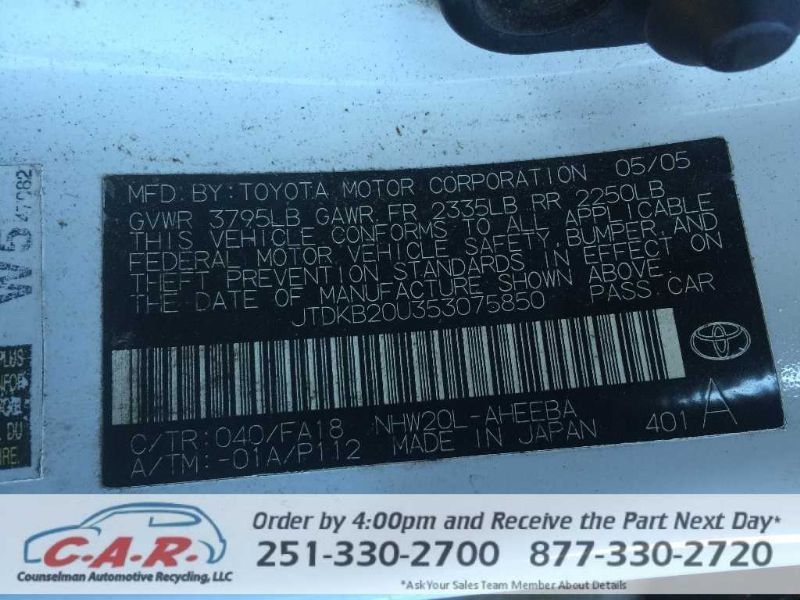 MFD. BY: TOYOTA MOTOR CORPORATION 05/05
GVWR 3795LB GAWR FR 2335LB RR 2250LB
THIS VEHICLE CONFORMS TO ALL APPLICABLE
FEDERAL MOTOR VEHICLE SAFETY, BUMPER, AND
THEFT PREVENTION STANDARDS IN EFFECT ON
THE DATE OF MANUFACTURE SHOWN ABOVE.
JTDKB20U353075850 PASS. CAR
C/TR: 040/FA18 NHW20L-AHEEBA
A/TM: -01A/P112 MADE IN JAPAN 401 A
PLUS
C-A-R-
Counselman Automotive Recycling, LLC
Order by 4:00pm and Receive the Part Next Day*
251-330-2700 877-330-2720
*Ask Your Sales Team Member About Details